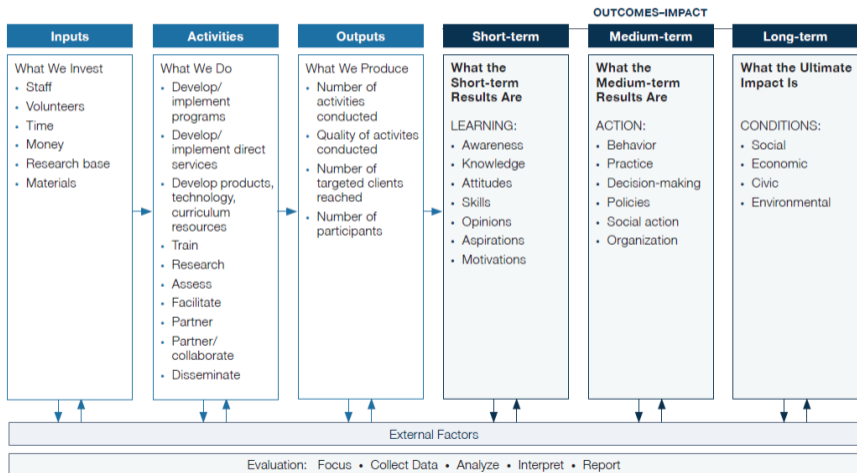 OUTCOMES–IMPACT
Inputs
What We Invest
• Staff
• Volunteers
• Time
• Money
• Research base
• Materials
Activities
What We Do
• Develop/
implement
programs
• Develop/
implement direct
services
• Develop products,
technology,
curriculum
resources
• Train
• Research
• Assess
• Facilitate
• Partner
• Partner/
collaborate
• Disseminate
Outputs
What We Produce
• Number of
activities
conducted
• Quality of activites
conducted
• Number of
targeted clients
reached
• Number of
participants
Short-term
What the
Short-term
Results Are
LEARNING:
• Awareness
• Knowledge
• Attitudes
• Skills
• Opinions
• Aspirations
• Motivations
Medium-term
What the
Medium-term
Results Are
ACTION:
• Behavior
• Practice
• Decision-making
• Policies
• Social action
• Organization
Long-term
What the Ultimate
Impact Is
CONDITIONS:
• Social
• Economic
• Civic
• Environmental
External Factors
Evaluation: Focus • Collect Data • Analyze • Interpret • Report